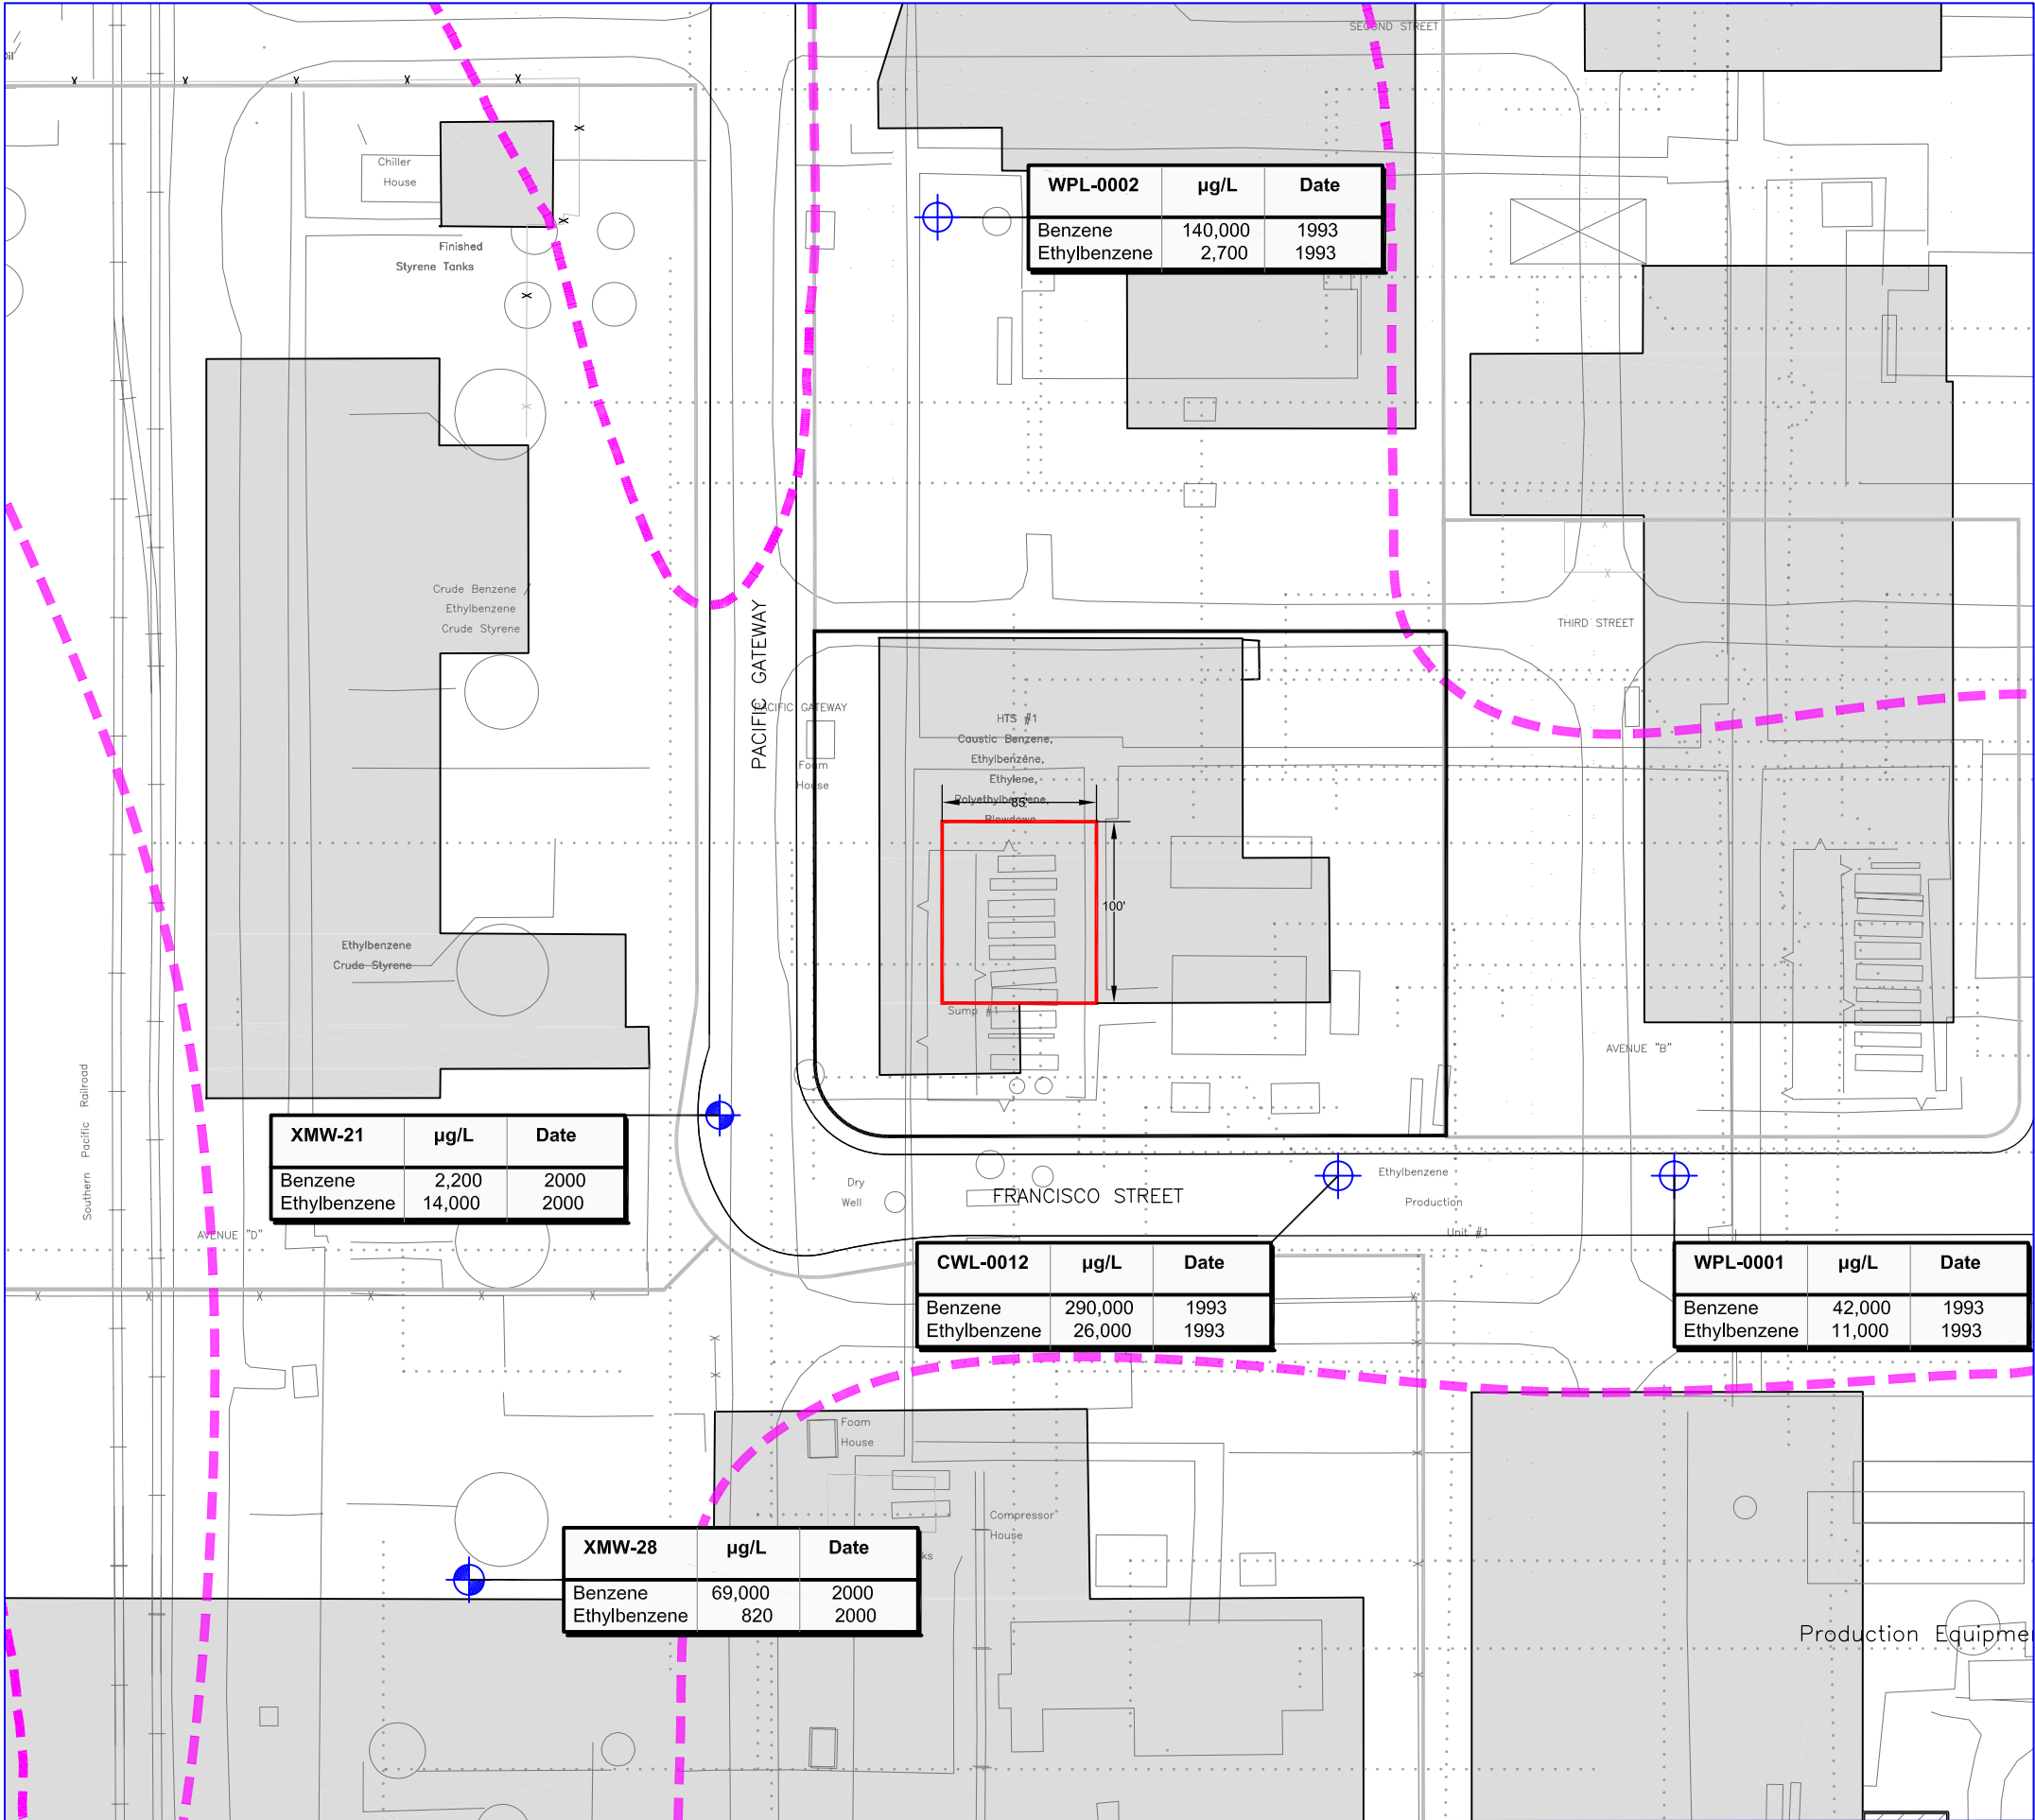 SECOND STREET
Chiller
House
Finished
Styrene Tanks
WPL-0002 µg/L Date
Benzene 140,000 1993
Ethylbenzene 2,700 1993
Crude Benzene /
Ethylbenzene
Crude Styrene
PACIFIC GATEWAY
THIRD STREET
PACIFIC GATEWAY
Foam
House
HTS #1
Caustic Benzene,
Ethylbenzene,
Ethylene,
Polyethylbenzene,
Blowdown
85'
100'
Sump #1
Ethylbenzene
Crude Styrene
AVENUE "B"
Southern Pacific Railroad
XMW-21 µg/L Date
Benzene 2,200 2000
Ethylbenzene 14,000 2000
AVENUE "D"
Dry
Well
FRANCISCO STREET
Ethylbenzene
Production
Unit #1
CWL-0012 µg/L Date
Benzene 290,000 1993
Ethylbenzene 26,000 1993
WPL-0001 µg/L Date
Benzene 42,000 1993
Ethylbenzene 11,000 1993
Foam
House
Compressor
House
XMW-28 µg/L Date
Benzene 69,000 2000
Ethylbenzene 820 2000
Production Equipme